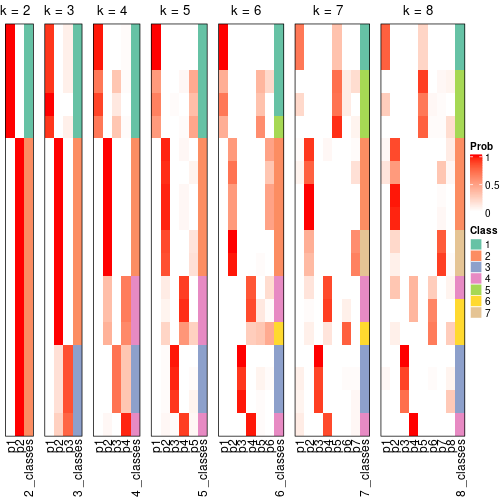 k = 2 k = 3 k = 4 k = 5 k = 6 k = 7 k = 8
Prob
1
0.5
0
Class
1
2
3
4
5
6
7
p1 p2 2_classes
p1 p2 p3 3_classes
p1 p2 p3 p4 4_classes
p1 p2 p3 p4 p5 5_classes
p1 p2 p3 p4 p5 p6 6_classes
p1 p2 p3 p4 p5 p6 p7 7_classes
p1 p2 p3 p4 p5 p6 p7 p8 8_classes